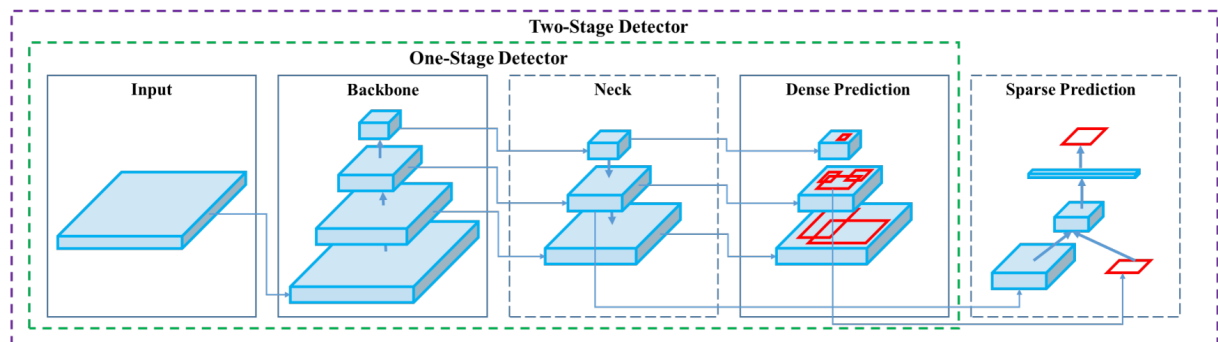 Two-Stage Detector
One-Stage Detector
Input
Backbone
Neck
Dense Prediction
Sparse Prediction